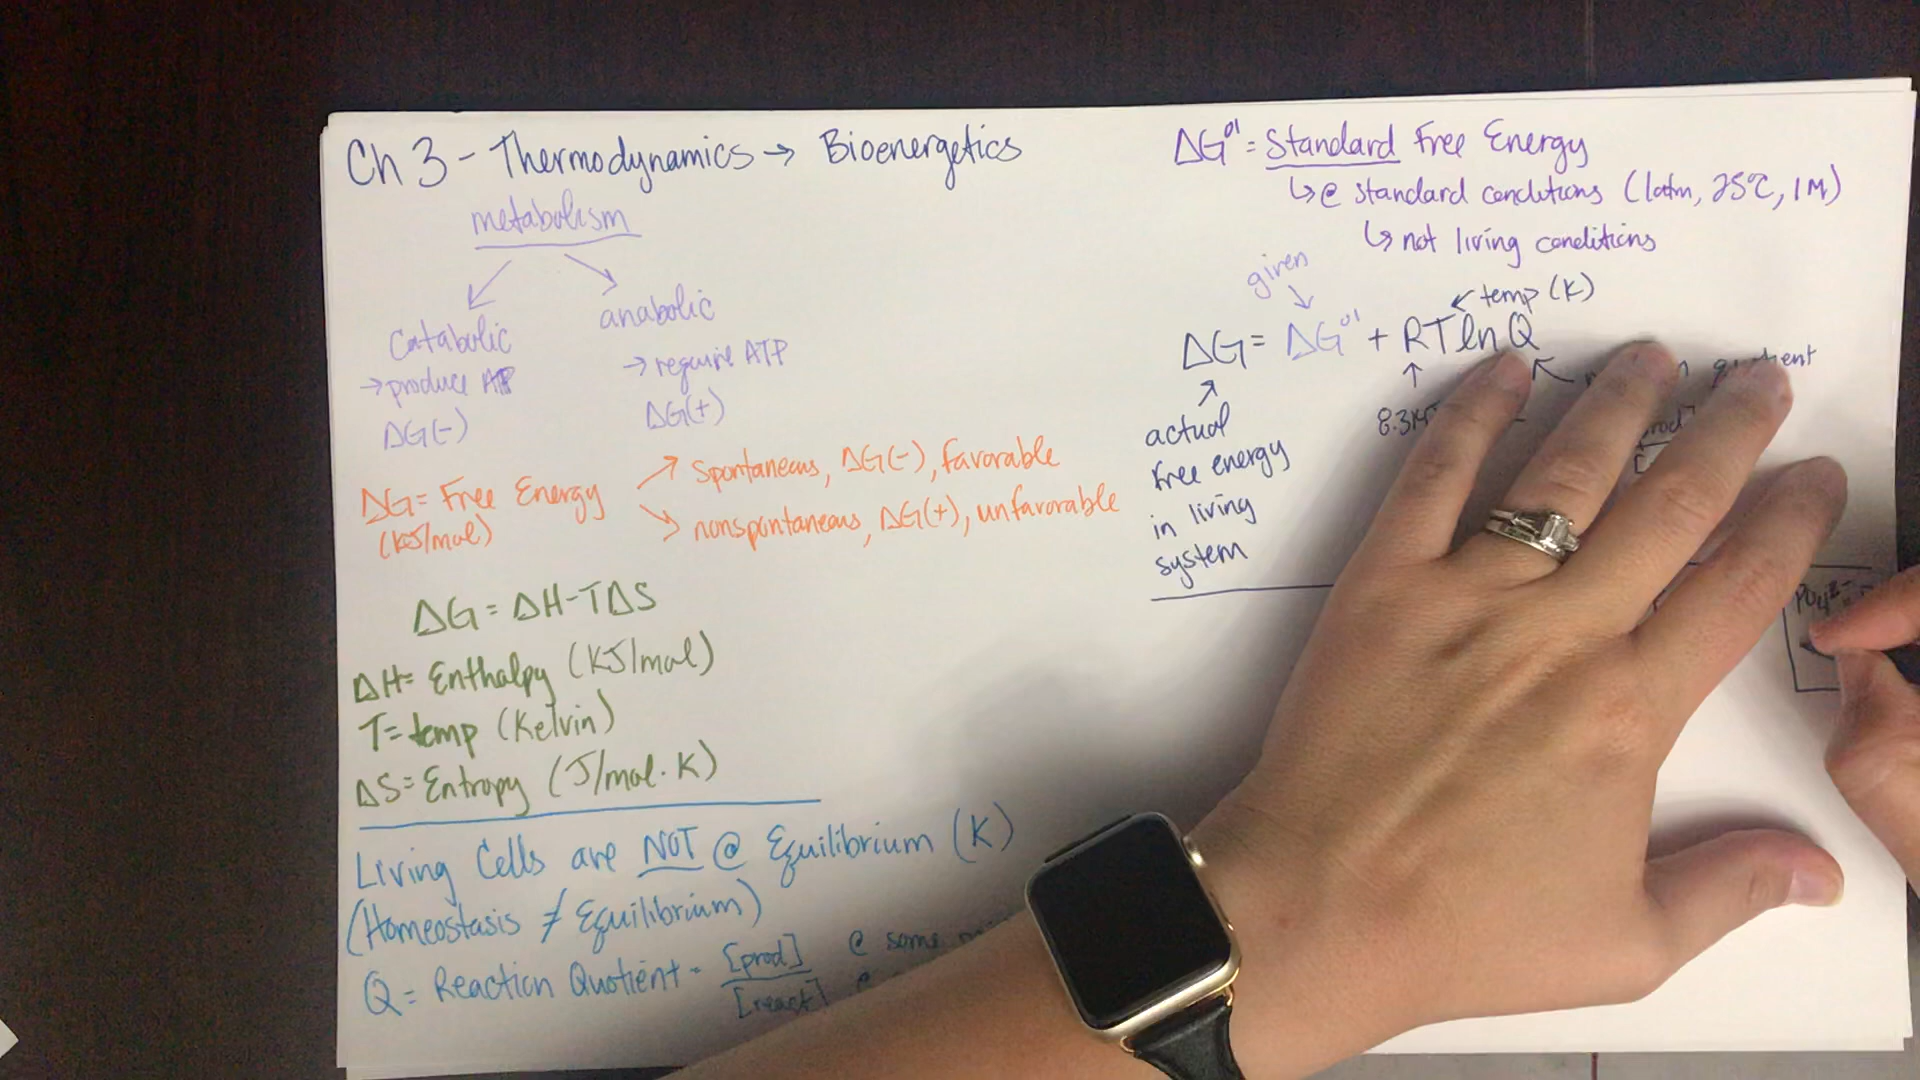 Ch 3 - Thermodynamics → Bioenergetics
metabolism
Catabolic
→ produce ATP
ΔG(-)
anabolic
→ require ATP
ΔG(+)
ΔG = Free Energy
(KJ/mol)
↗ Spontaneous, ΔG(-), favorable
↘ nonspontaneous, ΔG(+), unfavorable
ΔG = ΔH-TΔS
ΔH = Enthalpy (KJ/mol)
T = temp (Kelvin)
ΔS = Entropy (J/mol·K)
Living Cells are NOT @ Equilibrium (K)
(Homeostasis ≠ Equilibrium)
Q = Reaction Quotient = [prod] @ some
[react] @
ΔG°' = Standard Free Energy
↳ @ standard conditions (1atm, 25°C, 1M)
↳ not living conditions
given
← temp (K)
ΔG = ΔG°' + RTlnQ
actual
free energy
in living
system